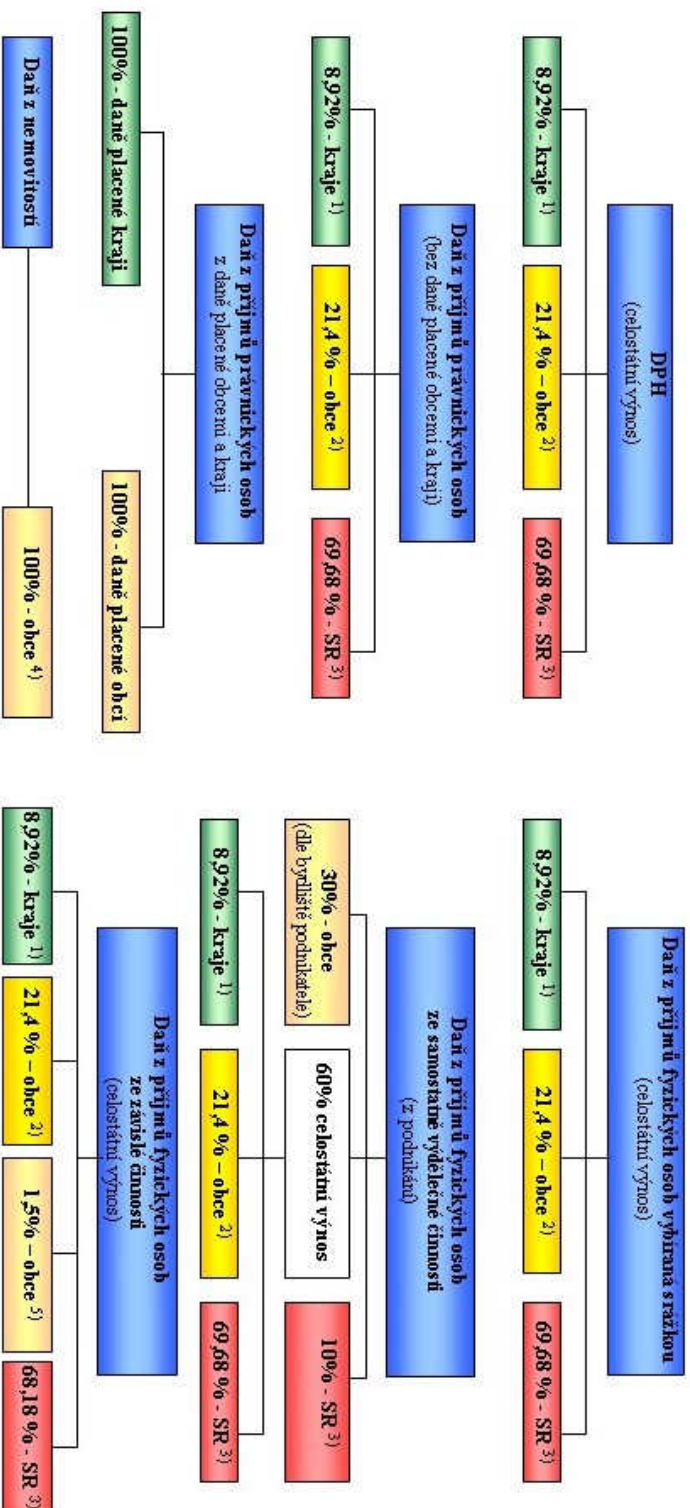 DPH
(celostátní výnos)
8,92% - kraje 1)
21,4 % – obce 2)
69,68 % - SR 3)
Daň z příjmů právnických osob
(bez daně placené obcemi a kraji)
8,92% - kraje 1)
21,4 % – obce 2)
69,68 % - SR 3)
Daň z příjmů právnických osob
z daně placené obcemi a kraji
100% - daně placené kraji
100% - daně placené obcí
Daň z nemovitostí
100% - obce 4)
Daň z příjmů fyzických osob vybíraná srážkou
(celostátní výnos)
8,92% - kraje 1)
21,4 % – obce 2)
69,68 % - SR 3)
Daň z příjmů fyzických osob
ze samostatně výdělečné činnosti
(z podnikání)
30% - obce
(dle bydliště podnikatele)
60% celostátní výnos
10% - SR 3)
8,92% - kraje 1)
21,4 % – obce 2)
69,68 % - SR 3)
Daň z příjmů fyzických osob
ze závislé činnosti
(celostátní výnos)
8,92% - kraje 1)
21,4 % – obce 2)
1,5% – obce 5)
68,18 % - SR 3)